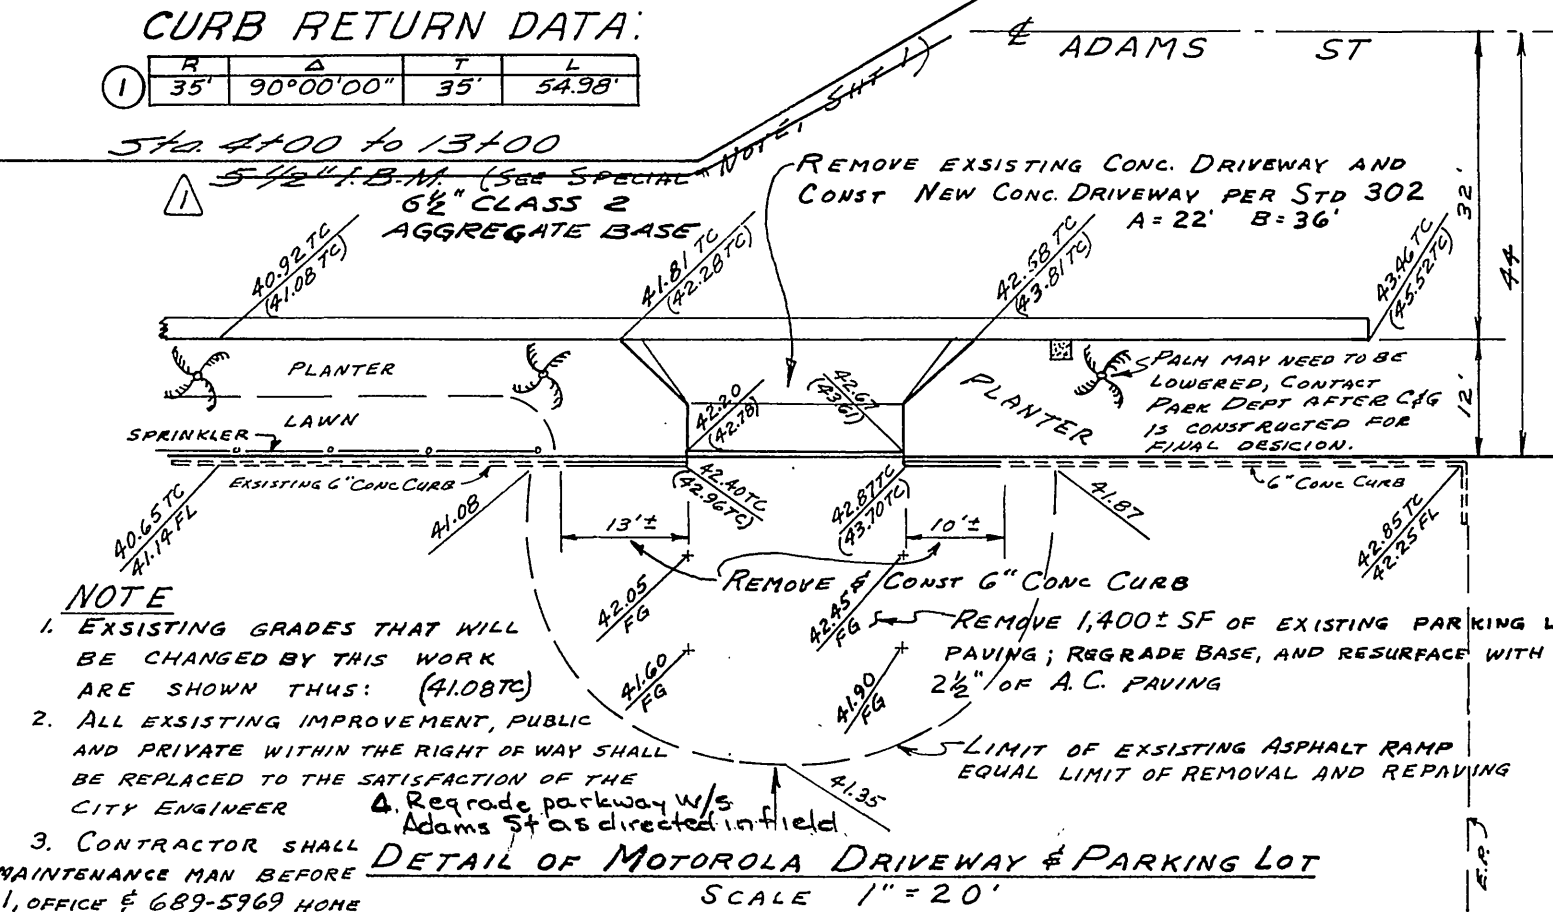 CURB RETURN DATA:
R Δ T L
1 35' 90°00'00" 35' 54.98'
℄ ADAMS ST
Sta. 4+00 to 13+00
5 1/2" I.B.M. (SEE SPECIAL NOTE, SHT 1)
1
6½" CLASS 2
AGGREGATE BASE
REMOVE EXSISTING CONC. DRIVEWAY AND
CONST NEW CONC. DRIVEWAY PER STD 302
A = 22' B = 36'
32'
44
12'
40.92 TC
(41.08 TC)
41.81 TC
(42.28 TC)
42.58 TC
(43.81 TC)
43.46 TC
(45.52 TC)
PLANTER
LAWN
SPRINKLER
EXSISTING 6" CONC CURB
42.20
(42.78)
42.67
(43.61)
PLANTER
PALM MAY NEED TO BE
LOWERED, CONTACT
PARK DEPT AFTER C&G
IS CONSTRUCTED FOR
FINAL DESICION.
6" CONC CURB
40.65 TC
41.14 FL
41.08
42.40 TC
(42.96 TC)
42.87 TC
(43.70 TC)
41.87
42.85 TC
42.25 FL
13'±
10'±
REMOVE & CONST 6" CONC CURB
42.05
FG
42.45
FG
41.60
FG
41.90
FG
REMOVE 1,400± SF OF EXISTING PARKING L
PAVING; REGRADE BASE, AND RESURFACE WITH
2½" OF A.C. PAVING
LIMIT OF EXSISTING ASPHALT RAMP
EQUAL LIMIT OF REMOVAL AND REPAVING
41.35
NOTE
1. EXSISTING GRADES THAT WILL
BE CHANGED BY THIS WORK
ARE SHOWN THUS: (41.08 TC)
2. ALL EXSISTING IMPROVEMENT, PUBLIC
AND PRIVATE WITHIN THE RIGHT OF WAY SHALL
BE REPLACED TO THE SATISFACTION OF THE
CITY ENGINEER
4. Regrade parkway w/s
Adams St as directed in field
3. CONTRACTOR SHALL
MAINTENANCE MAN BEFORE
1, OFFICE & 689-5969 HOME
DETAIL OF MOTOROLA DRIVEWAY & PARKING LOT
SCALE 1" = 20'
E.P.